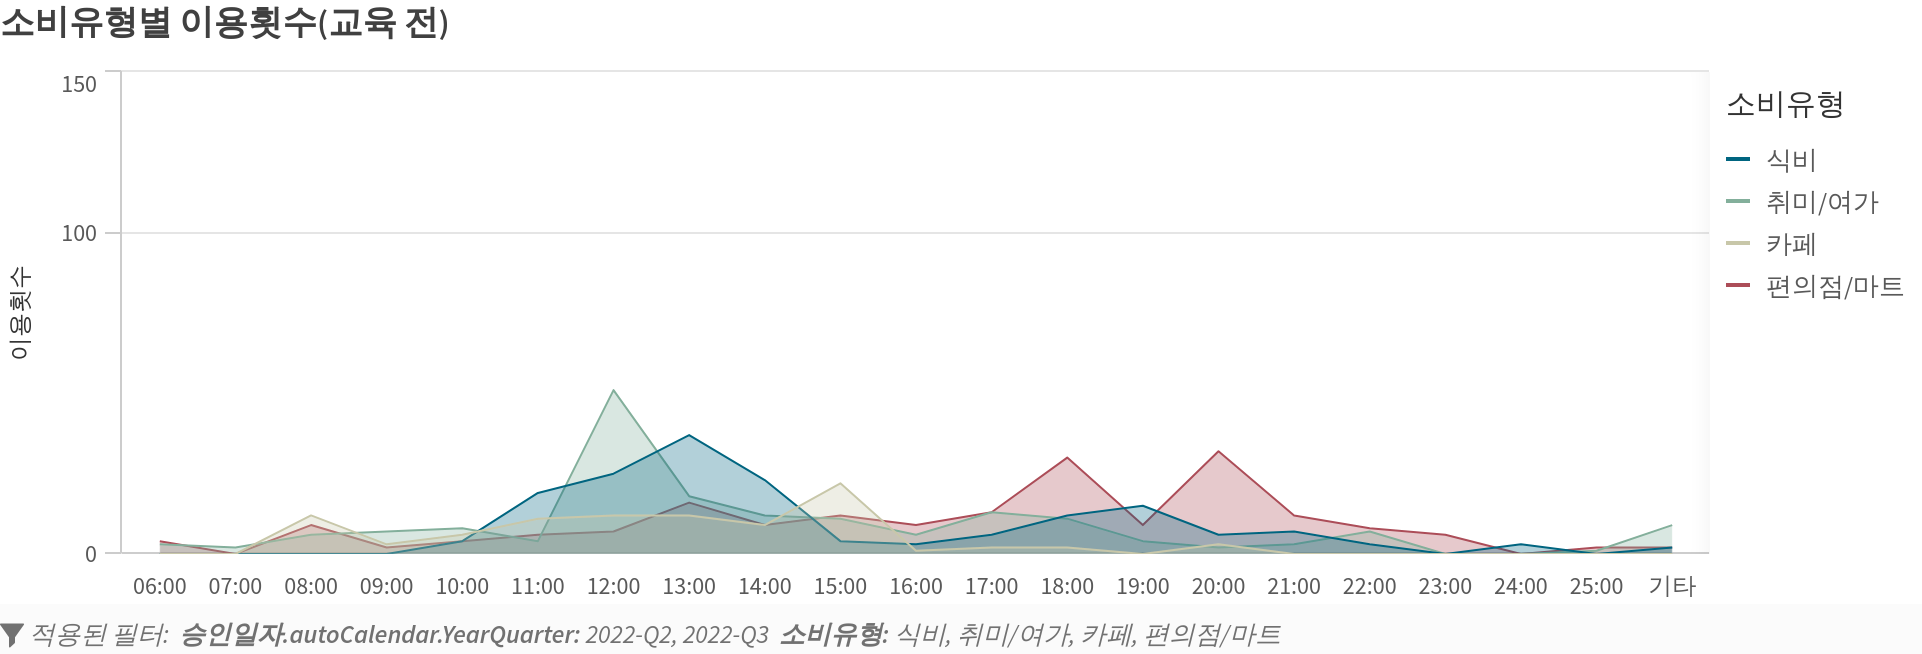 소비유형별 이용횟수(교육 전)
150
100
0
이용횟수
06:00 07:00 08:00 09:00 10:00 11:00 12:00 13:00 14:00 15:00 16:00 17:00 18:00 19:00 20:00 21:00 22:00 23:00 24:00 25:00 기타
소비유형
식비
취미/여가
카페
편의점/마트
적용된 필터: 승인일자.autoCalendar.YearQuarter: 2022-Q2, 2022-Q3 소비유형: 식비, 취미/여가, 카페, 편의점/마트